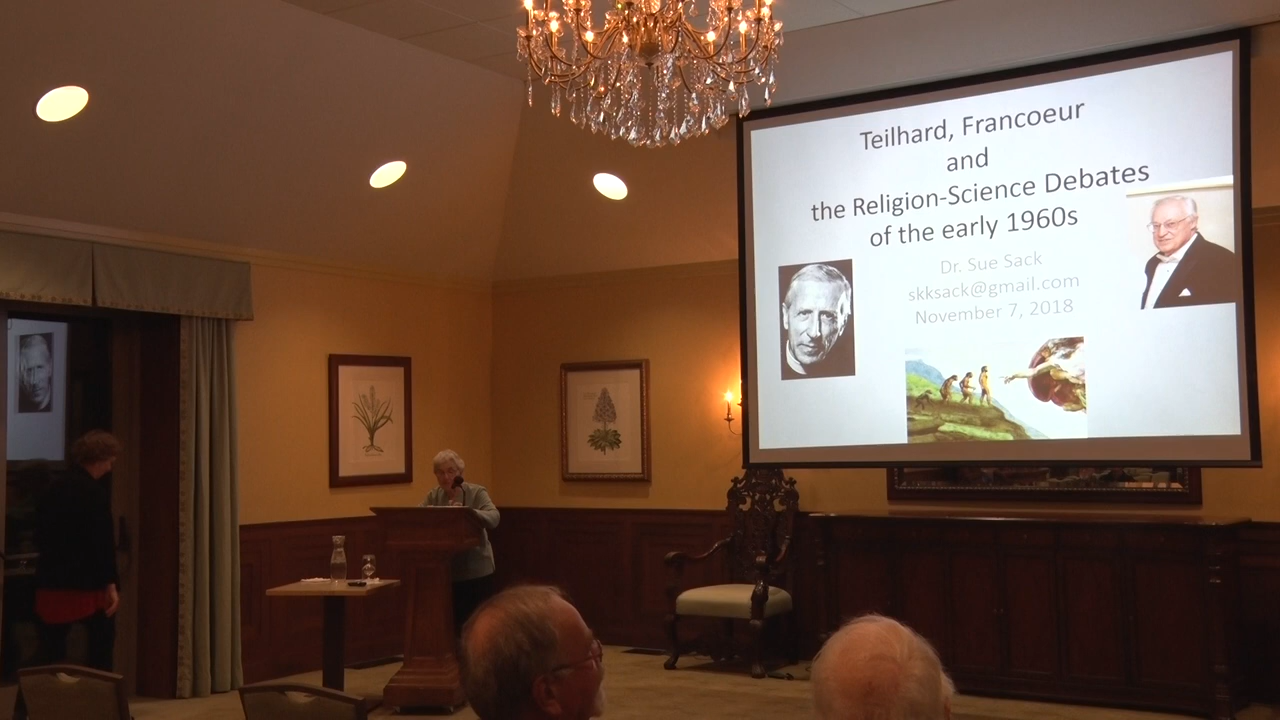 Teilhard, Francoeur
and
the Religion-Science Debates
of the early 1960s
Dr. Sue Sack
skksack@gmail.com
November 7, 2018